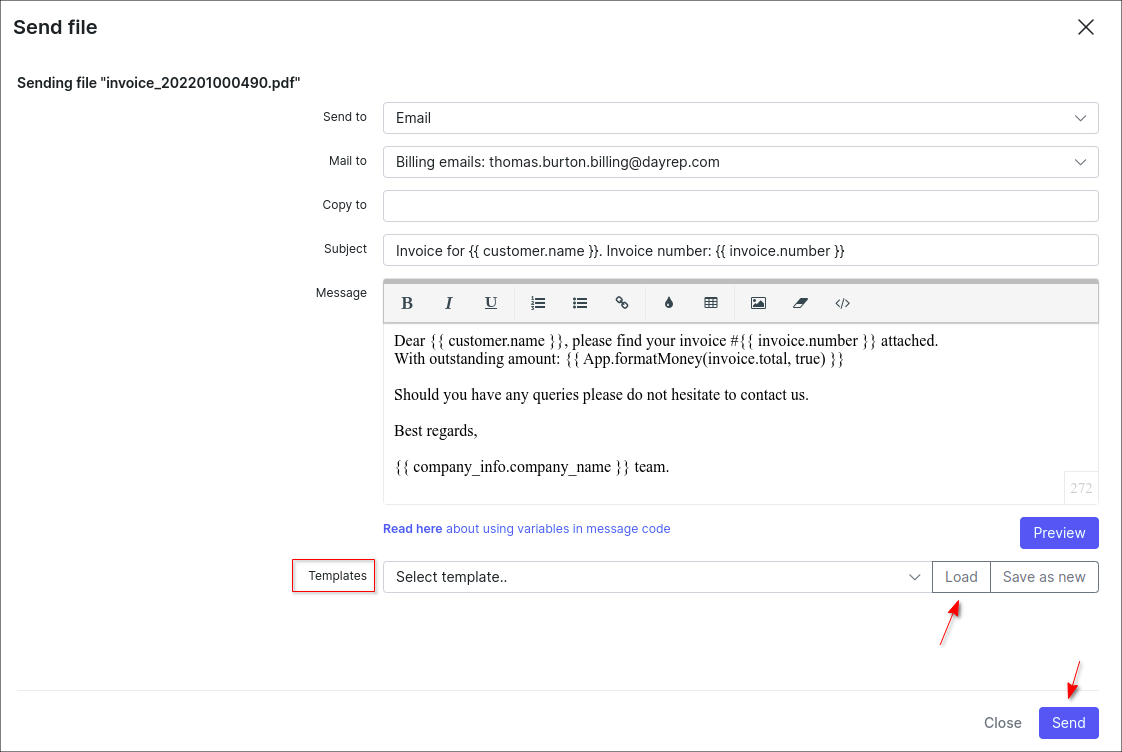 Send file
Sending file "invoice_202201000490.pdf"
Send to
Email
Mail to
Billing emails: thomas.burton.billing@dayrep.com
Copy to
Subject
Invoice for {{ customer.name }}. Invoice number: {{ invoice.number }}
Message
B I U </>
Dear {{ customer.name }}, please find your invoice #{{ invoice.number }} attached.
With outstanding amount: {{ App.formatMoney(invoice.total, true) }}
Should you have any queries please do not hesitate to contact us.
Best regards,
{{ company_info.company_name }} team.
272
Read here about using variables in message code
Preview
Templates
Select template..
Load
Save as new
Close
Send